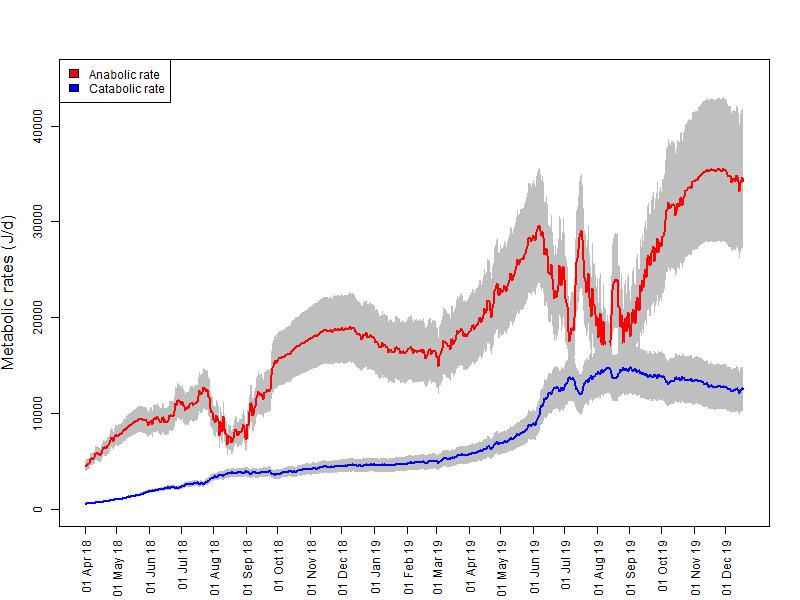 Anabolic rate
Catabolic rate
Metabolic rates (J/d)
40000
30000
20000
10000
0
01 Apr 18
01 May 18
01 Jun 18
01 Jul 18
01 Aug 18
01 Sep 18
01 Oct 18
01 Nov 18
01 Dec 18
01 Jan 19
01 Feb 19
01 Mar 19
01 Apr 19
01 May 19
01 Jun 19
01 Jul 19
01 Aug 19
01 Sep 19
01 Oct 19
01 Nov 19
01 Dec 19